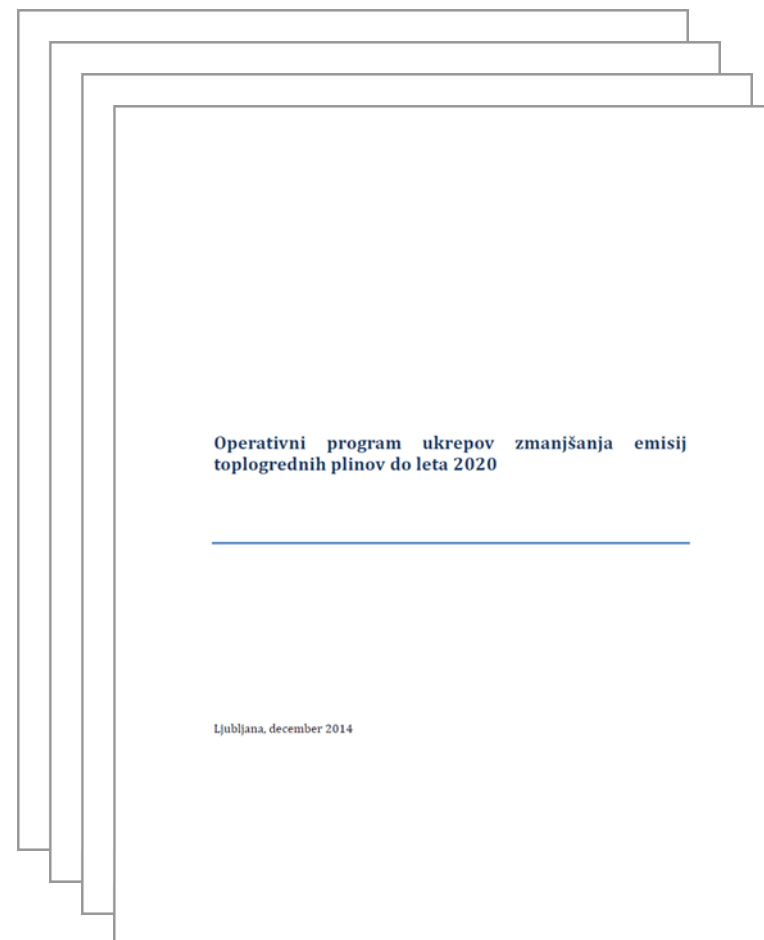 Operativni program ukrepov zmanjšanja emisij
toplogrednih plinov do leta 2020
Ljubljana, december 2014